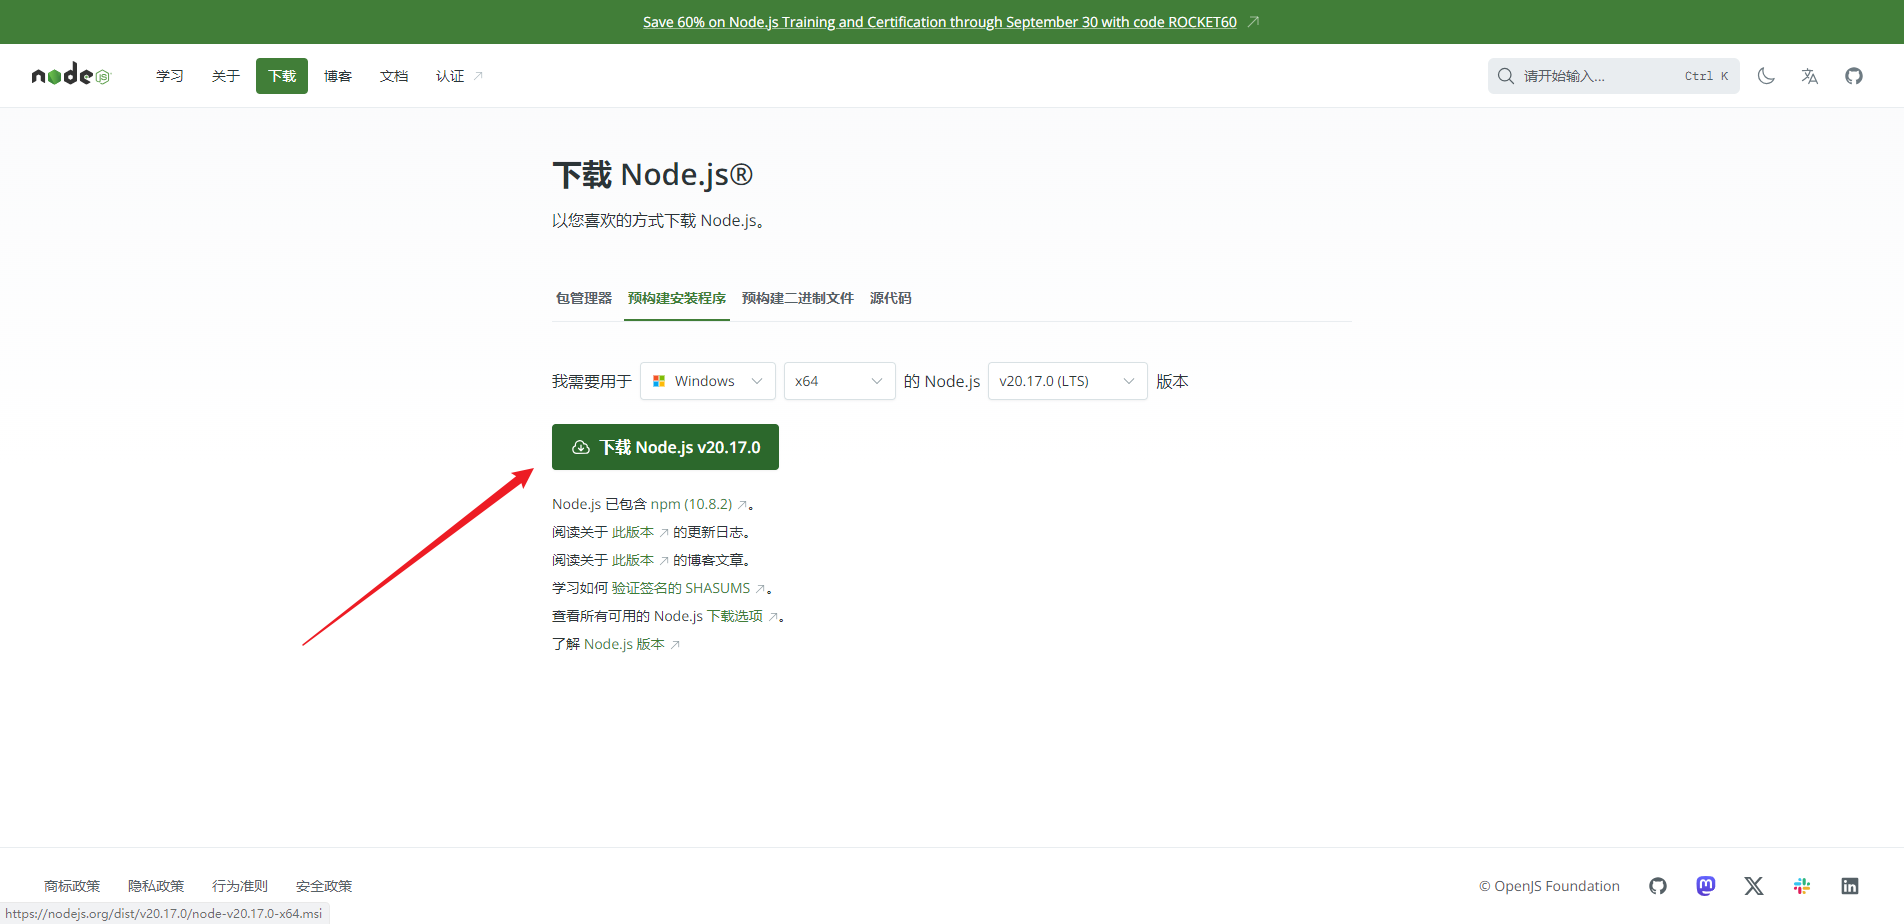 Save 60% on Node.js Training and Certification through September 30 with code ROCKET60
node JS 学习 关于 下载 博客 文档 认证 请开始输入... Ctrl K
下载 Node.js®
以您喜欢的方式下载 Node.js。
包管理器 预构建安装程序 预构建二进制文件 源代码
我需要用于 Windows x64 的 Node.js v20.17.0 (LTS) 版本
下载 Node.js v20.17.0
Node.js 已包含 npm (10.8.2) 。
阅读关于 此版本 的更新日志。
阅读关于 此版本 的博客文章。
学习如何 验证签名的 SHASUMS 。
查看所有可用的 Node.js 下载选项 。
了解 Node.js 版本
商标政策 隐私政策 行为准则 安全政策 © OpenJS Foundation
https://nodejs.org/dist/v20.17.0/node-v20.17.0-x64.msi